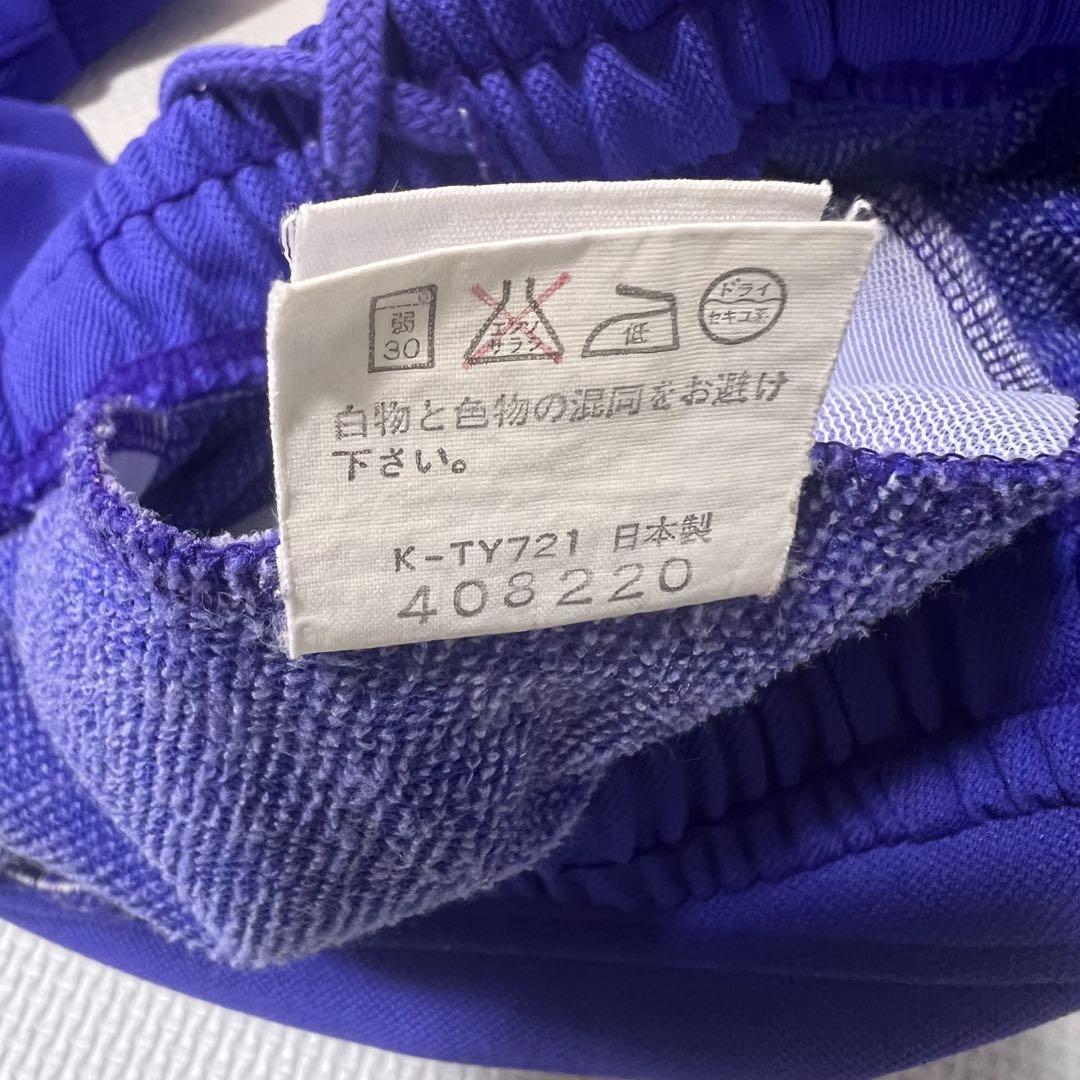 弱 30
エンソ サラシ
低
ドライ セキユ系
白物と色物の混同をお避け
下さい。
K-TY721 日本製
408220